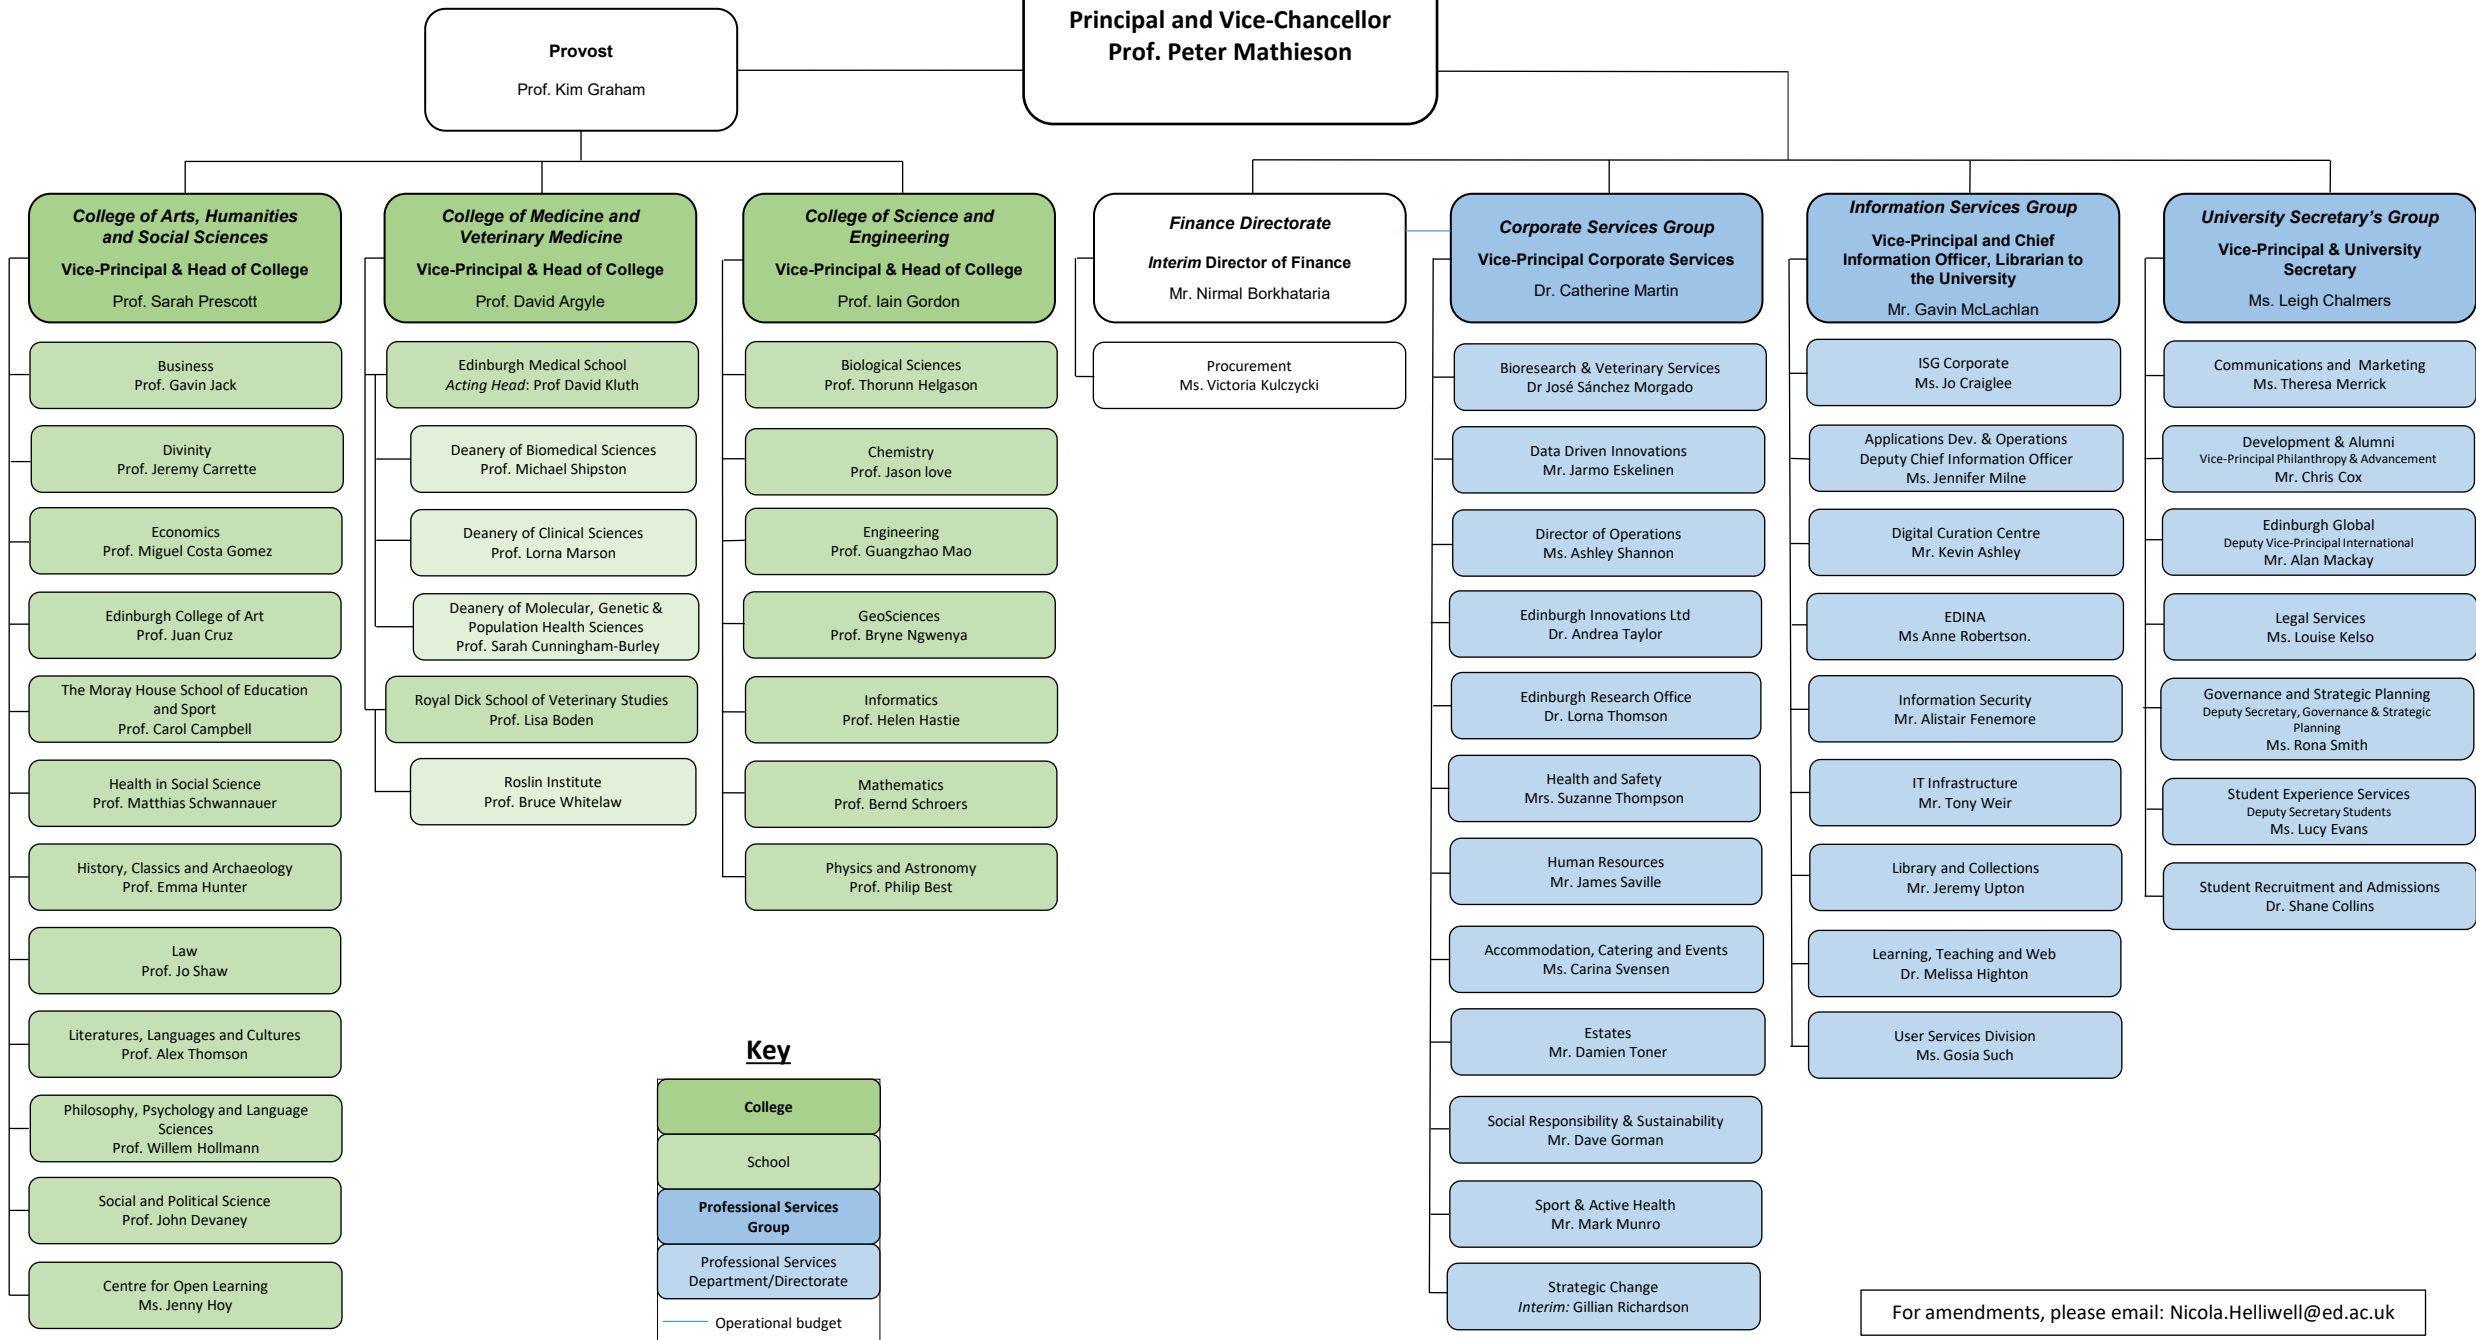 Principal and Vice-Chancellor
Prof. Peter Mathieson
Provost
Prof. Kim Graham
College of Arts, Humanities
and Social Sciences
Vice-Principal & Head of College
Prof. Sarah Prescott
Business
Prof. Gavin Jack
Divinity
Prof. Jeremy Carrette
Economics
Prof. Miguel Costa Gomez
Edinburgh College of Art
Prof. Juan Cruz
The Moray House School of Education
and Sport
Prof. Carol Campbell
Health in Social Science
Prof. Matthias Schwannauer
History, Classics and Archaeology
Prof. Emma Hunter
Law
Prof. Jo Shaw
Literatures, Languages and Cultures
Prof. Alex Thomson
Philosophy, Psychology and Language
Sciences
Prof. Willem Hollmann
Social and Political Science
Prof. John Devaney
Centre for Open Learning
Ms. Jenny Hoy
College of Medicine and
Veterinary Medicine
Vice-Principal & Head of College
Prof. David Argyle
Edinburgh Medical School
Acting Head: Prof David Kluth
Deanery of Biomedical Sciences
Prof. Michael Shipston
Deanery of Clinical Sciences
Prof. Lorna Marson
Deanery of Molecular, Genetic &
Population Health Sciences
Prof. Sarah Cunningham-Burley
Royal Dick School of Veterinary Studies
Prof. Lisa Boden
Roslin Institute
Prof. Bruce Whitelaw
College of Science and
Engineering
Vice-Principal & Head of College
Prof. Iain Gordon
Biological Sciences
Prof. Thorunn Helgason
Chemistry
Prof. Jason love
Engineering
Prof. Guangzhao Mao
GeoSciences
Prof. Bryne Ngwenya
Informatics
Prof. Helen Hastie
Mathematics
Prof. Bernd Schroers
Physics and Astronomy
Prof. Philip Best
Finance Directorate
Interim Director of Finance
Mr. Nirmal Borkhataria
Procurement
Ms. Victoria Kulczycki
Corporate Services Group
Vice-Principal Corporate Services
Dr. Catherine Martin
Bioresearch & Veterinary Services
Dr José Sánchez Morgado
Data Driven Innovations
Mr. Jarmo Eskelinen
Director of Operations
Ms. Ashley Shannon
Edinburgh Innovations Ltd
Dr. Andrea Taylor
Edinburgh Research Office
Dr. Lorna Thomson
Health and Safety
Mrs. Suzanne Thompson
Human Resources
Mr. James Saville
Accommodation, Catering and Events
Ms. Carina Svensen
Estates
Mr. Damien Toner
Social Responsibility & Sustainability
Mr. Dave Gorman
Sport & Active Health
Mr. Mark Munro
Strategic Change
Interim: Gillian Richardson
Information Services Group
Vice-Principal and Chief
Information Officer, Librarian to
the University
Mr. Gavin McLachlan
ISG Corporate
Ms. Jo Craiglee
Applications Dev. & Operations
Deputy Chief Information Officer
Ms. Jennifer Milne
Digital Curation Centre
Mr. Kevin Ashley
EDINA
Ms Anne Robertson.
Information Security
Mr. Alistair Fenemore
IT Infrastructure
Mr. Tony Weir
Library and Collections
Mr. Jeremy Upton
Learning, Teaching and Web
Dr. Melissa Highton
User Services Division
Ms. Gosia Such
University Secretary’s Group
Vice-Principal & University
Secretary
Ms. Leigh Chalmers
Communications and Marketing
Ms. Theresa Merrick
Development & Alumni
Vice-Principal Philanthropy & Advancement
Mr. Chris Cox
Edinburgh Global
Deputy Vice-Principal International
Mr. Alan Mackay
Legal Services
Ms. Louise Kelso
Governance and Strategic Planning
Deputy Secretary, Governance & Strategic
Planning
Ms. Rona Smith
Student Experience Services
Deputy Secretary Students
Ms. Lucy Evans
Student Recruitment and Admissions
Dr. Shane Collins
Key
College
School
Professional Services
Group
Professional Services
Department/Directorate
Operational budget
For amendments, please email: Nicola.Helliwell@ed.ac.uk